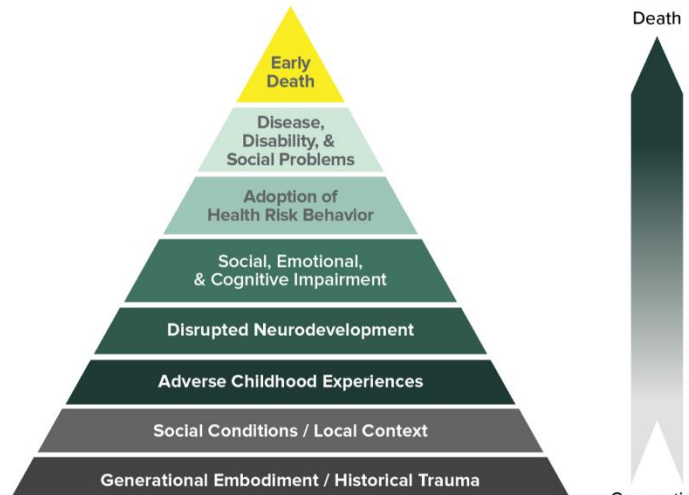 Death
Early
Death
Disease,
Disability, &
Social Problems
Adoption of
Health Risk Behavior
Social, Emotional,
& Cognitive Impairment
Disrupted Neurodevelopment
Adverse Childhood Experiences
Social Conditions / Local Context
Generational Embodiment / Historical Trauma